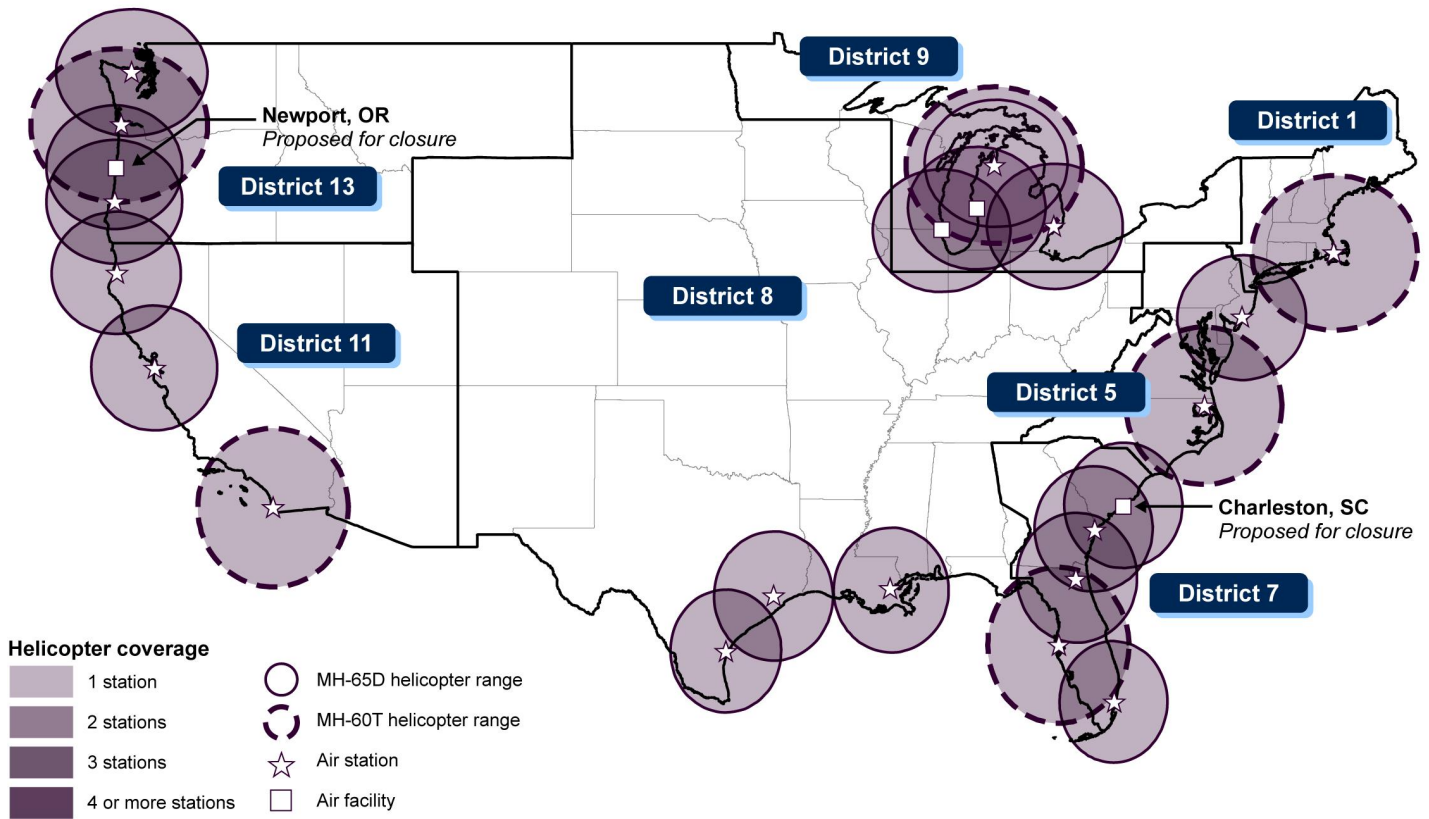 District 9
District 1
Newport, OR
Proposed for closure
District 13
District 8
District 11
District 5
Charleston, SC
Proposed for closure
District 7
Helicopter coverage
1 station
2 stations
3 stations
4 or more stations
MH-65D helicopter range
MH-60T helicopter range
Air station
Air facility